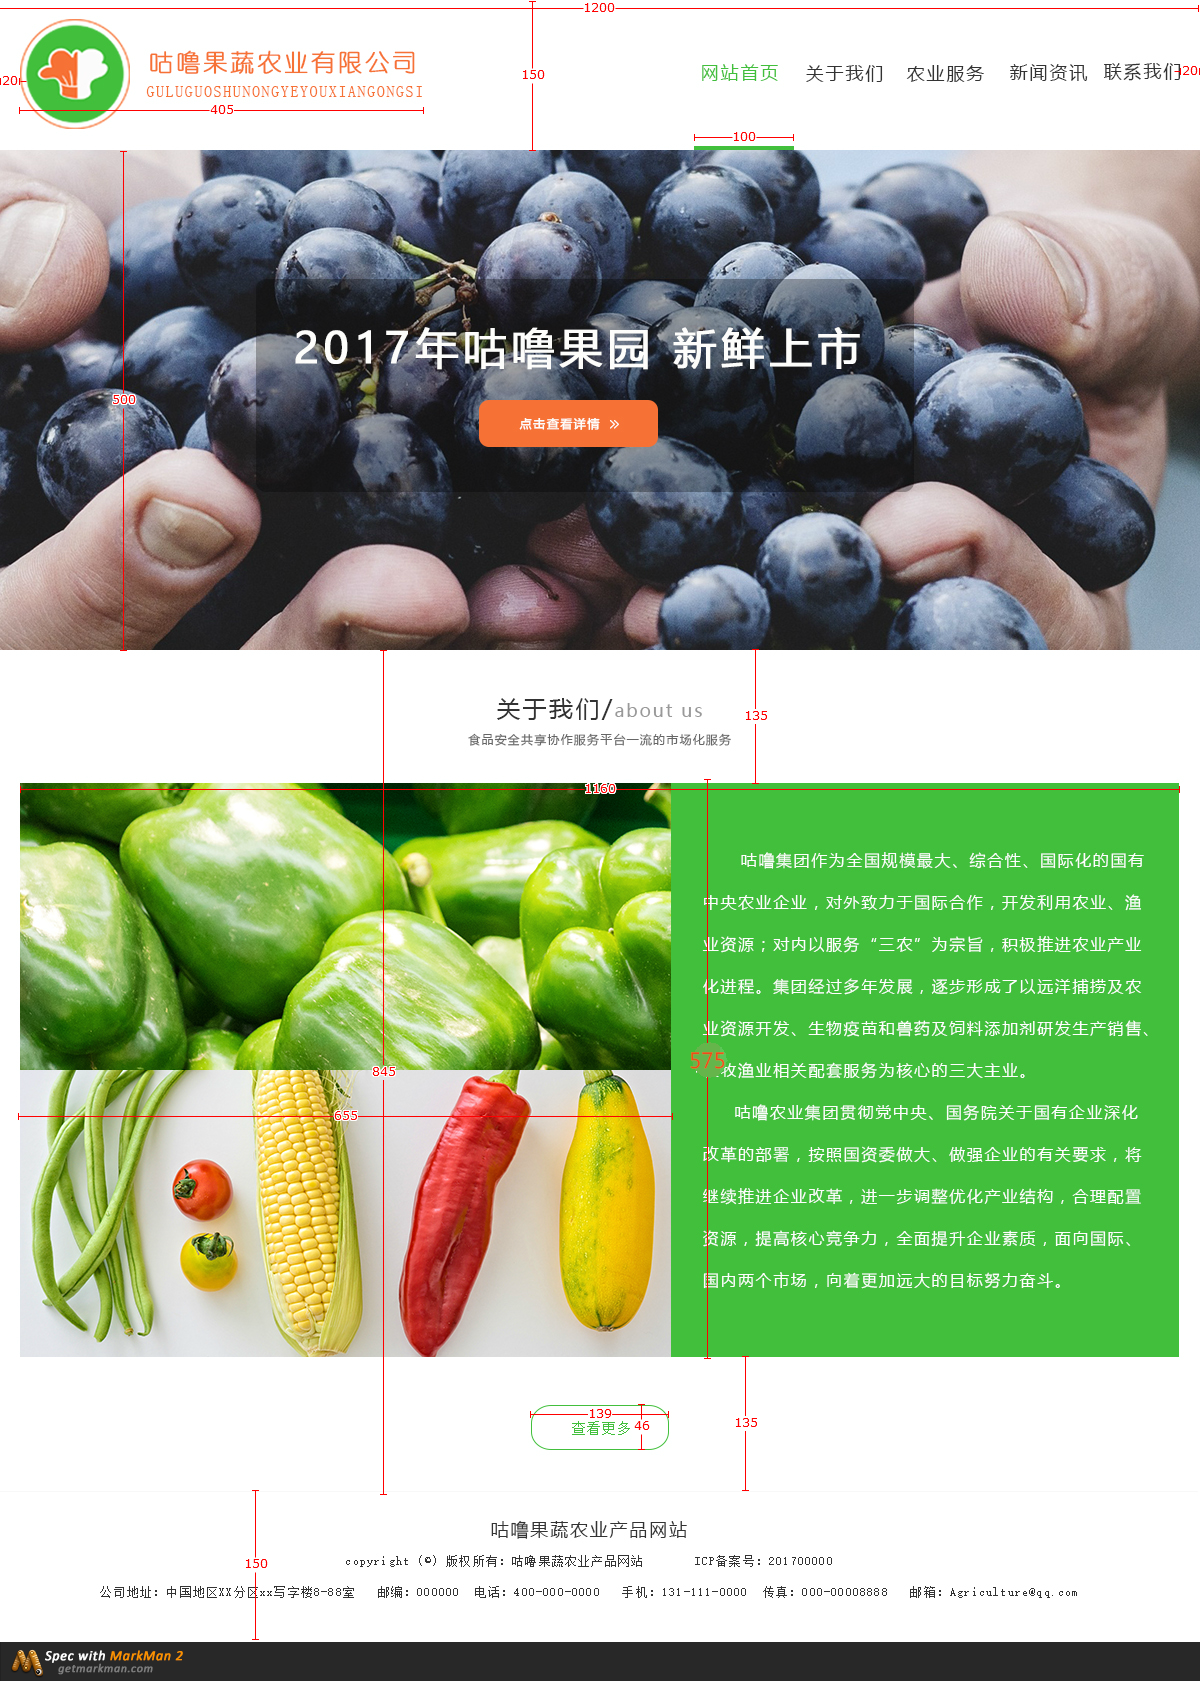 1200
咕噜果蔬农业有限公司
GULUGUOSHUNONGYEYOUXIANGONGSI
20
405
150
网站首页 关于我们 农业服务 新闻资讯 联系我们
20
100
500
2017年咕噜果园 新鲜上市
点击查看详情 »
关于我们/about us
135
食品安全共享协作服务平台一流的市场化服务
1160
咕噜集团作为全国规模最大、综合性、国际化的国有
中央农业企业，对外致力于国际合作，开发利用农业、渔
业资源；对内以服务“三农”为宗旨，积极推进农业产业
化进程。集团经过多年发展，逐步形成了以远洋捕捞及农
业资源开发、生物疫苗和兽药及饲料添加剂研发生产销售、
575
牧渔业相关配套服务为核心的三大主业。
845
655
咕噜农业集团贯彻党中央、国务院关于国有企业深化
改革的部署，按照国资委做大、做强企业的有关要求，将
继续推进企业改革，进一步调整优化产业结构，合理配置
资源，提高核心竞争力，全面提升企业素质，面向国际、
国内两个市场，向着更加远大的目标努力奋斗。
139
46
查看更多
135
咕噜果蔬农业产品网站
150
copyright (©) 版权所有：咕噜果蔬农业产品网站 ICP备案号：201700000
公司地址：中国地区XX分区xx写字楼8-88室 邮编：000000 电话：400-000-0000 手机：131-111-0000 传真：000-00008888 邮箱：Agriculture@qq.com
Spec with MarkMan 2
getmarkman.com